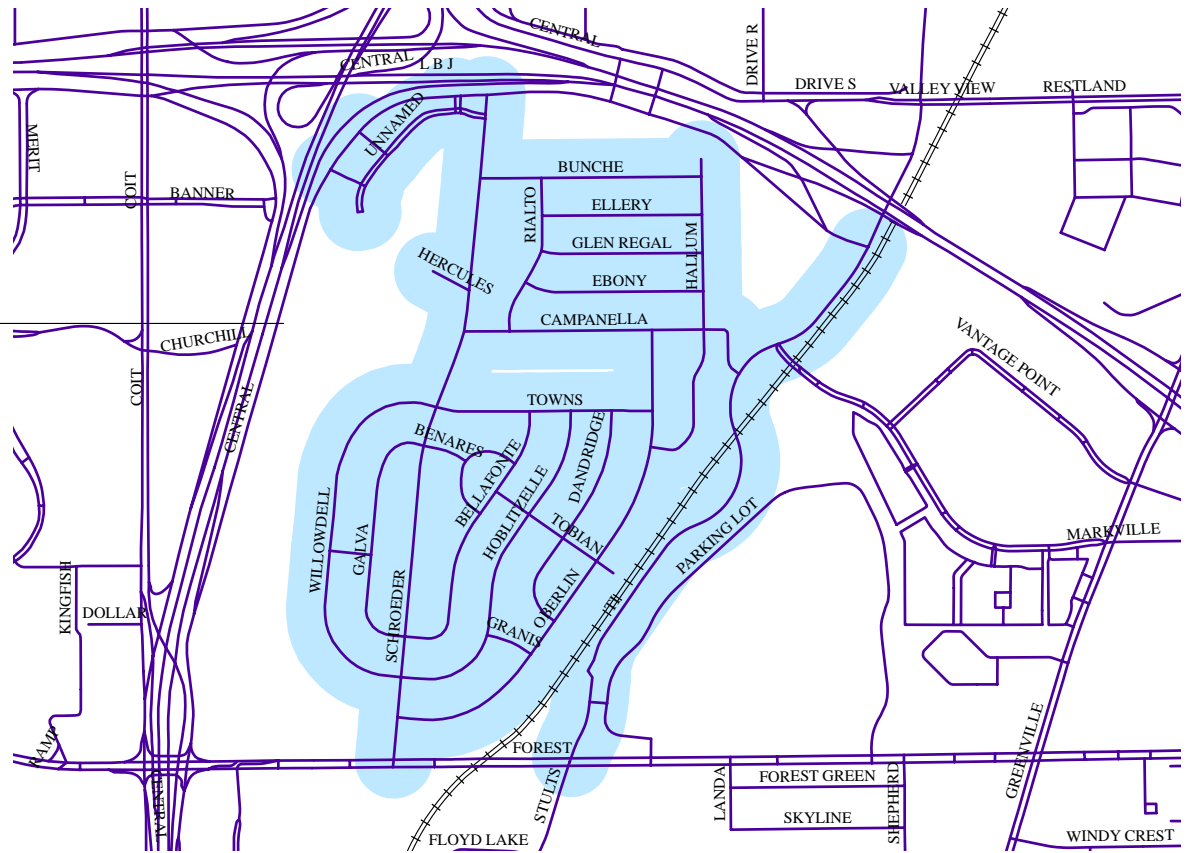 CENTRAL
CENTRAL
L B J
DRIVE R
DRIVE S
VALLEY VIEW
RESTLAND
MERIT
UNNAMED
COIT
BANNER
BUNCHE
RIALTO
ELLERY
GLEN REGAL
HALLUM
HERCULES
EBONY
CAMPANELLA
CHURCHILL
VANTAGE POINT
COIT
CENTRAL
TOWNS
BENARES
BELLAFONTE
DANDRIDGE
HOBLITZELLE
WILLOWDELL
GALVA
TOBIAN
PARKING LOT
MARKVILLE
KINGFISH
DOLLAR
SCHROEDER
OBERLIN
TI
GRANIS
RAMP
FOREST
GREENVILLE
CENTRAL
STULTS
LANDA
FOREST GREEN
SHEPHERD
SKYLINE
FLOYD LAKE
WINDY CREST